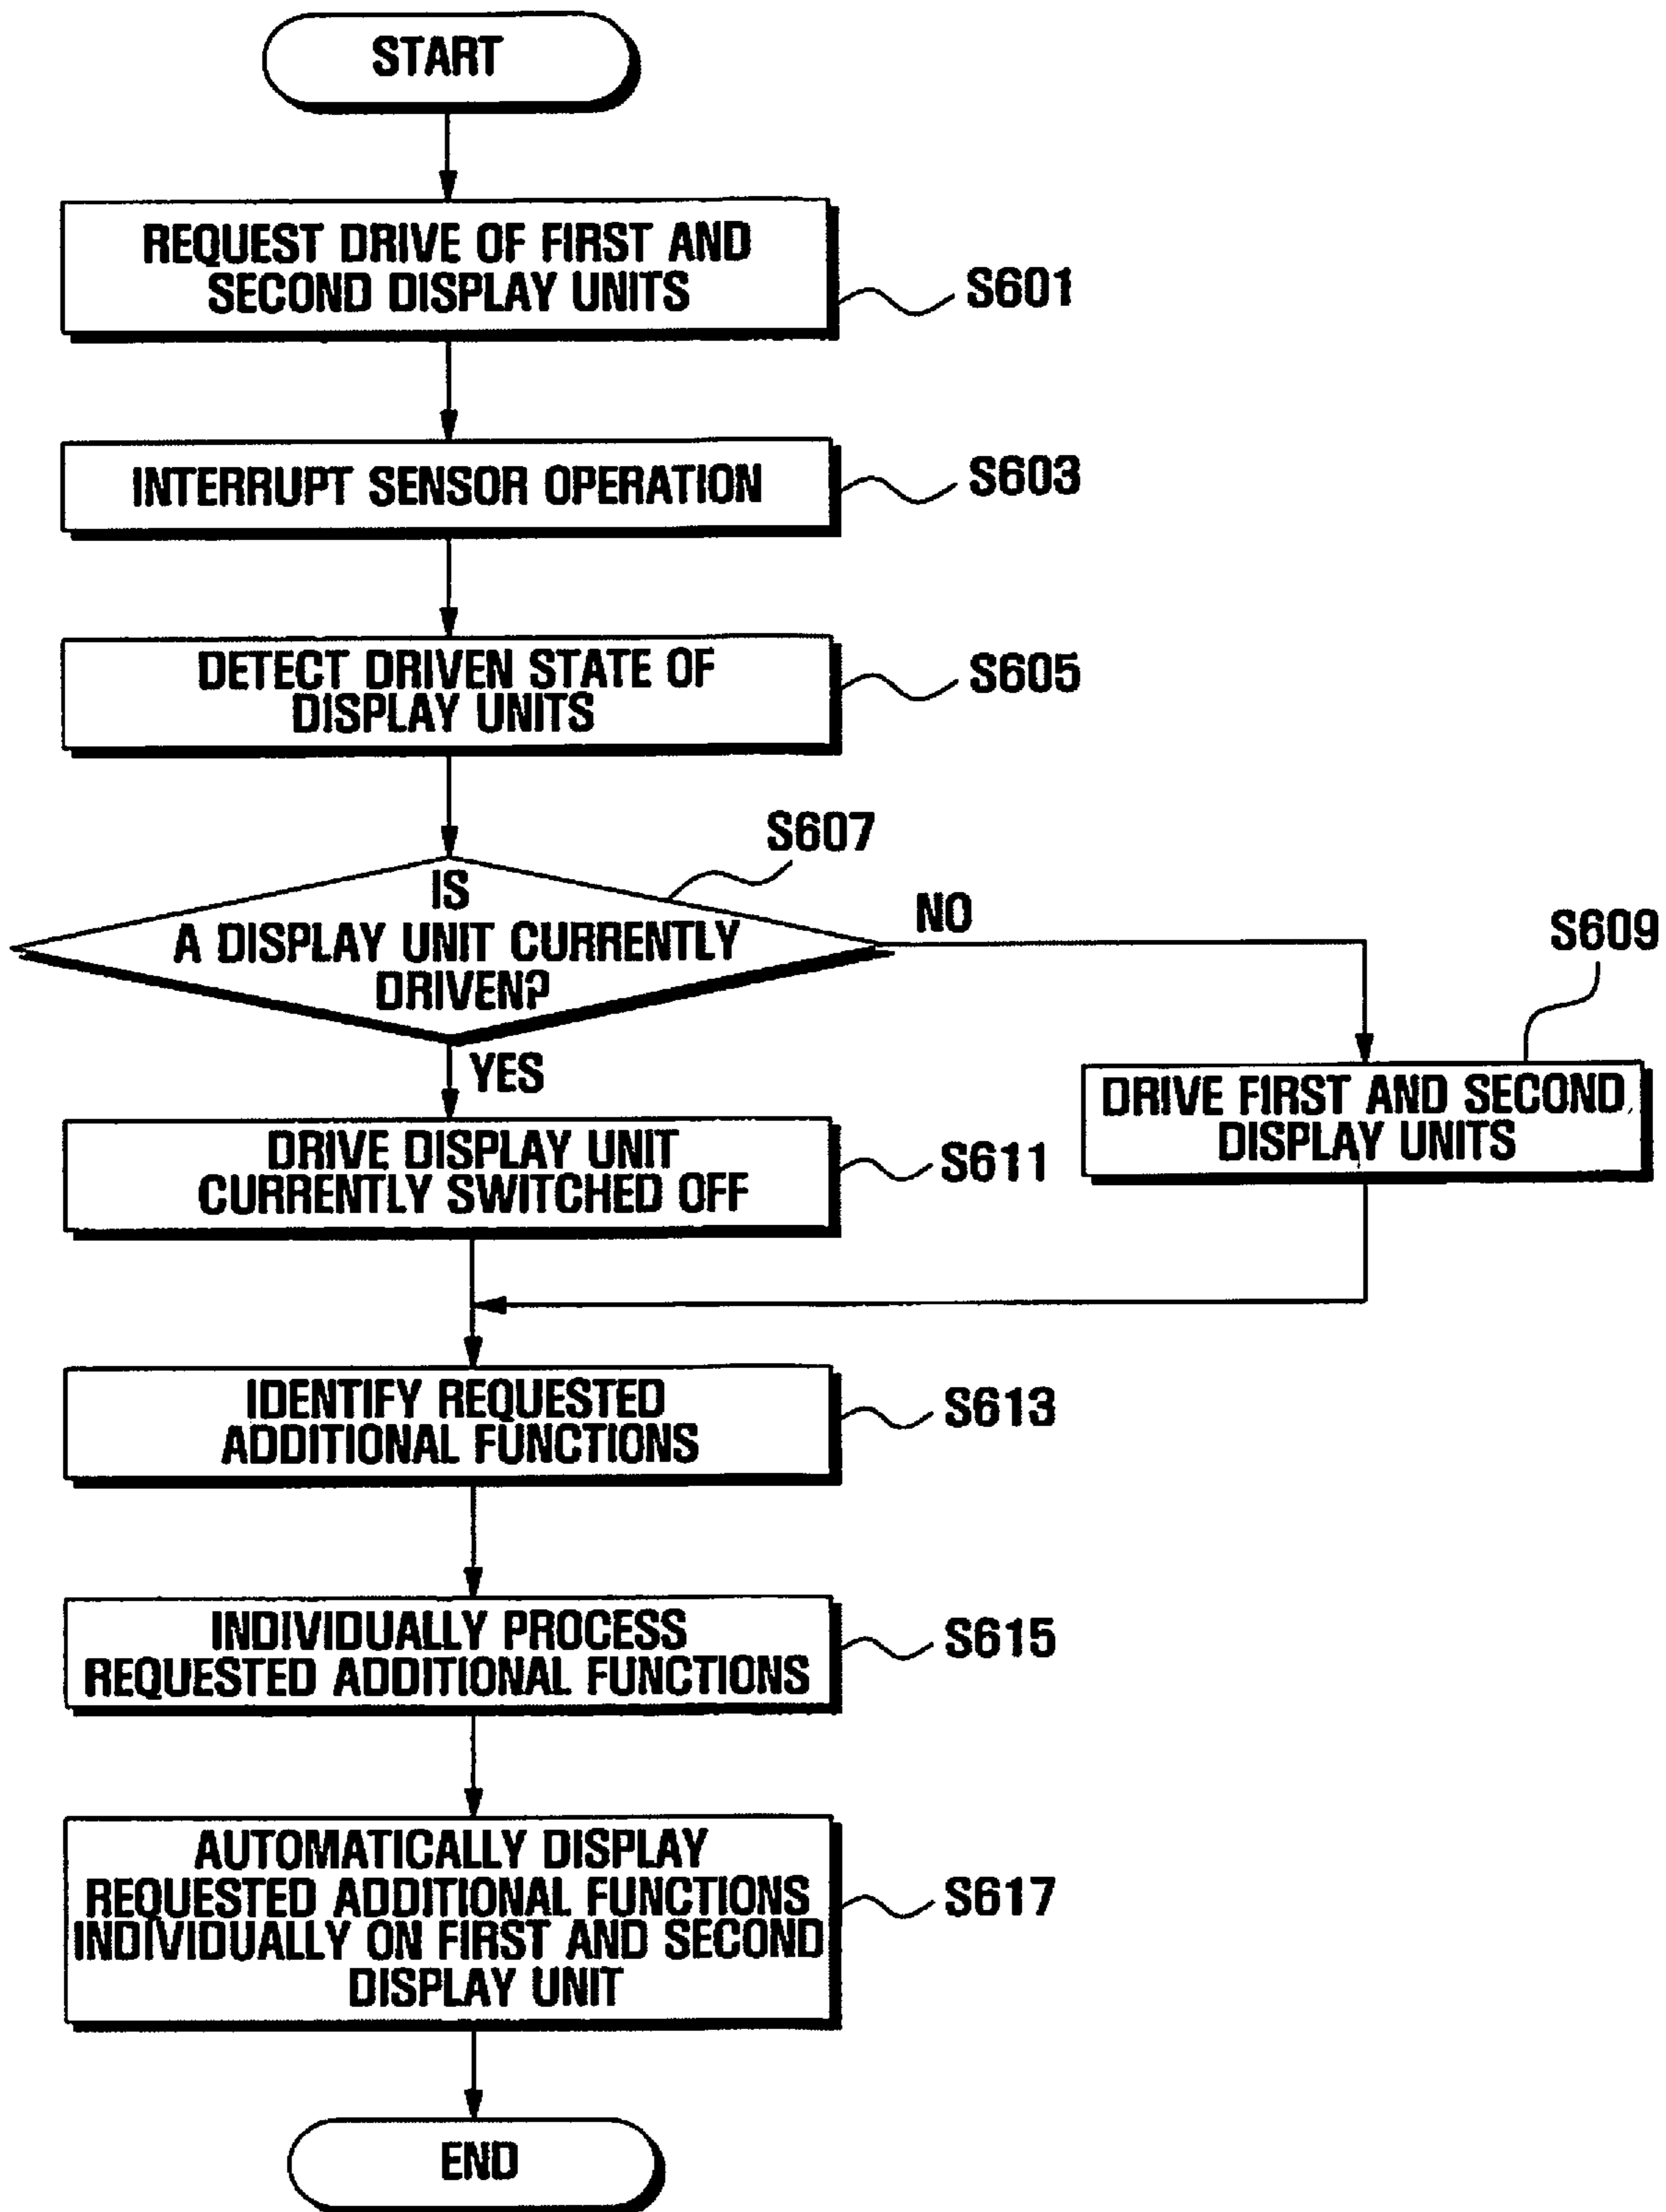 START
REQUEST DRIVE OF FIRST AND
SECOND DISPLAY UNITS
S601
INTERRUPT SENSOR OPERATION
S603
DETECT DRIVEN STATE OF
DISPLAY UNITS
S605
S607
IS
A DISPLAY UNIT CURRENTLY
DRIVEN?
NO
YES
S609
DRIVE FIRST AND SECOND
DISPLAY UNITS
DRIVE DISPLAY UNIT
CURRENTLY SWITCHED OFF
S611
IDENTIFY REQUESTED
ADDITIONAL FUNCTIONS
S613
INDIVIDUALLY PROCESS
REQUESTED ADDITIONAL FUNCTIONS
S615
AUTOMATICALLY DISPLAY
REQUESTED ADDITIONAL FUNCTIONS
INDIVIDUALLY ON FIRST AND SECOND
DISPLAY UNIT
S617
END